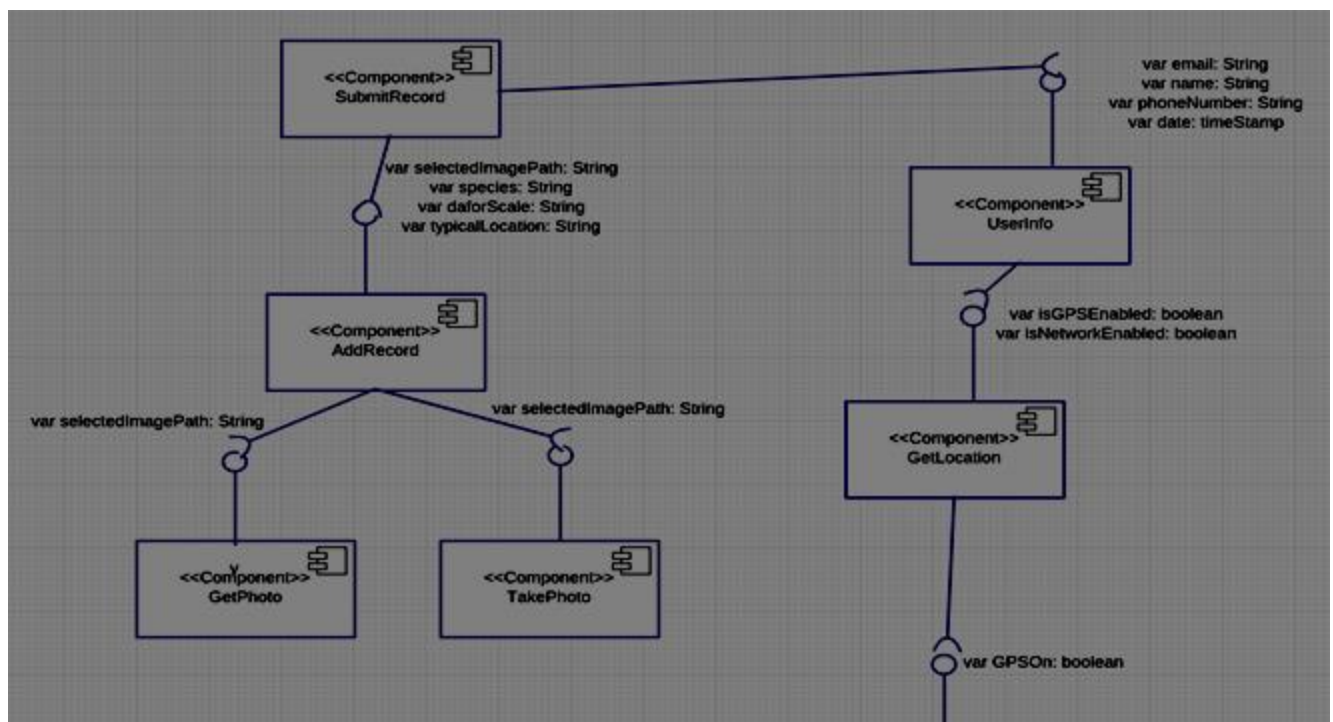 <<Component>>
SubmitRecord
var email: String
var name: String
var phoneNumber: String
var date: timeStamp
var selectedImagePath: String
var species: String
var daforScale: String
var typicalLocation: String
<<Component>>
UserInfo
<<Component>>
AddRecord
var isGPSEnabled: boolean
var isNetworkEnabled: boolean
var selectedImagePath: String
var selectedImagePath: String
<<Component>>
GetLocation
<<Component>>
GetPhoto
<<Component>>
TakePhoto
var GPSOn: boolean